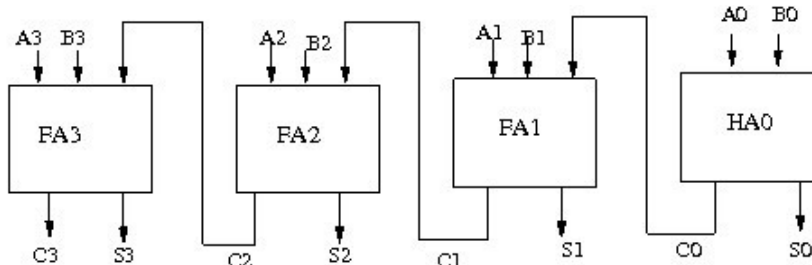 A3 B3 A2 B2 A1 B1 A0 B0
FA3 FA2 FA1 HA0
C3 S3 C2 S2 C1 S1 C0 S0